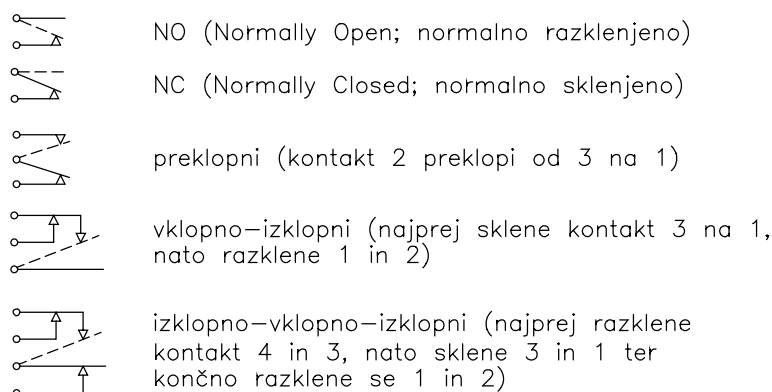 NO (Normally Open; normalno razklenjeno)
NC (Normally Closed; normalno sklenjeno)
preklopni (kontakt 2 preklopi od 3 na 1)
vklopno-izklopni (najprej sklene kontakt 3 na 1,
nato razklene 1 in 2)
izklopno-vklopno-izklopni (najprej razklene
kontakt 4 in 3, nato sklene 3 in 1 ter
končno razklene se 1 in 2)